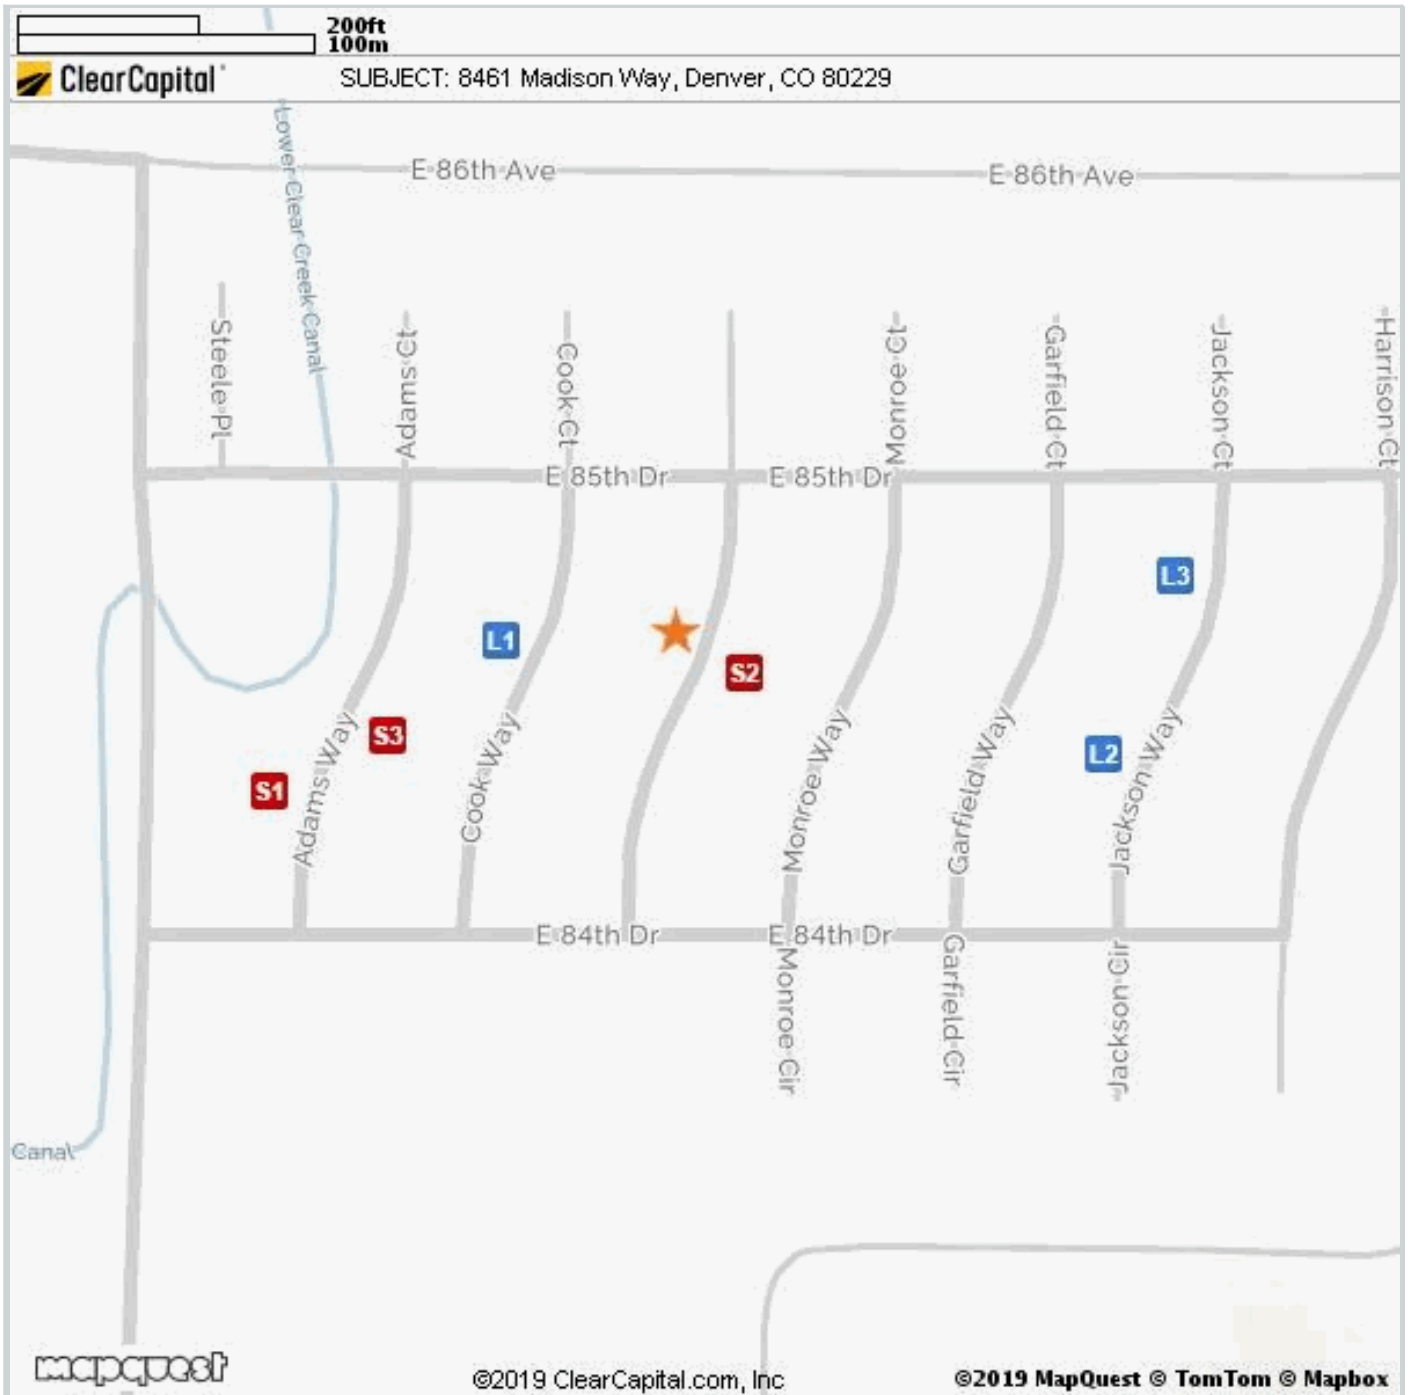 200ft
100m
ClearCapital
SUBJECT: 8461 Madison Way, Denver, CO 80229
Lower Clear Creek Canal
E 86th Ave
E 86th Ave
Steele Pl
Adams Ct
Cook Ct
Monroe Ct
Garfield Ct
Jackson Ct
Harrison Ct
E 85th Dr
E 85th Dr
L3
L1
S2
S3
L2
S1
Adams Way
Cook Way
Monroe Way
Garfield Way
Jackson Way
E 84th Dr
E 84th Dr
Monroe Cir
Garfield Cir
Jackson Cir
Canal
mapquest
©2019 ClearCapital.com, Inc
©2019 MapQuest © TomTom © Mapbox